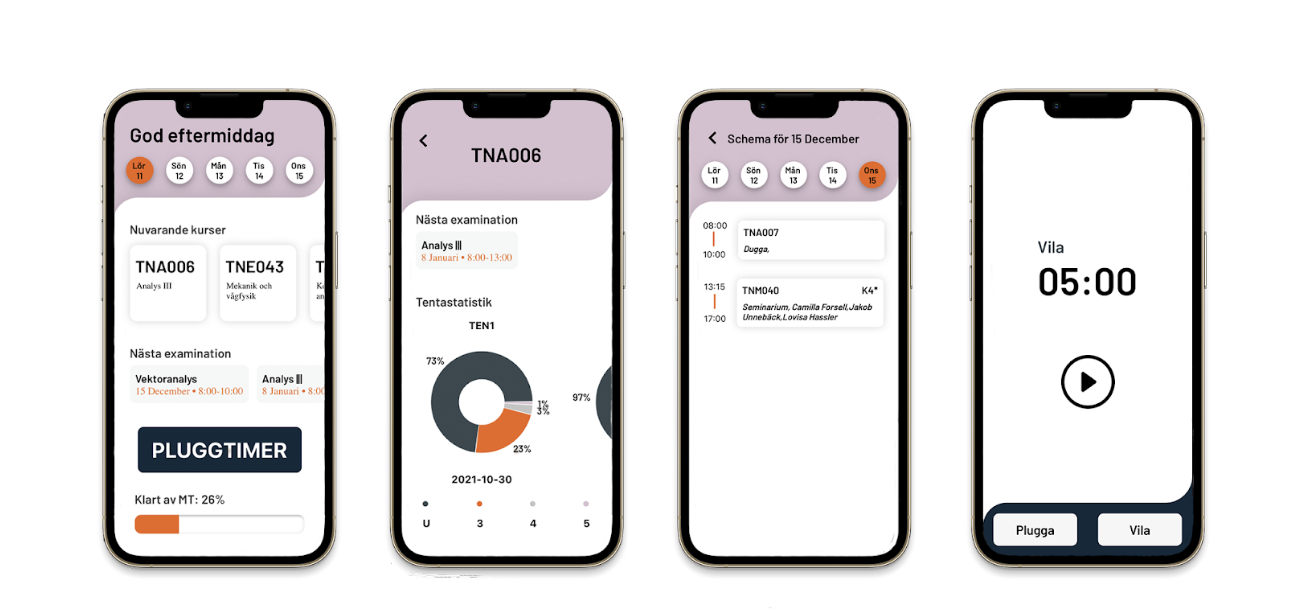 God eftermiddag
Lör Sön Mån Tis Ons
11 12 13 14 15
Nuvarande kurser
TNA006 TNE043 T
Analys III Mekanik och
vågfysik
Nästa examination
Vektoranalys Analys III
15 December • 8:00-10:00 8 Januari • 8:00
PLUGGTIMER
Klart av MT: 26%
TNA006
Nästa examination
Analys III
8 Januari • 8:00-13:00
Tentastatistik
TEN1
73%
1%
3%
97%
23%
2021-10-30
U 3 4 5
Schema för 15 December
Lör Sön Mån Tis Ons
11 12 13 14 15
08:00 TNA007
10:00 Dugga,
13:15 TNM040 K4*
17:00 Seminarium, Camilla Forsell,Jakob
Unnebäck,Lovisa Hassler
Vila
05:00
Plugga Vila